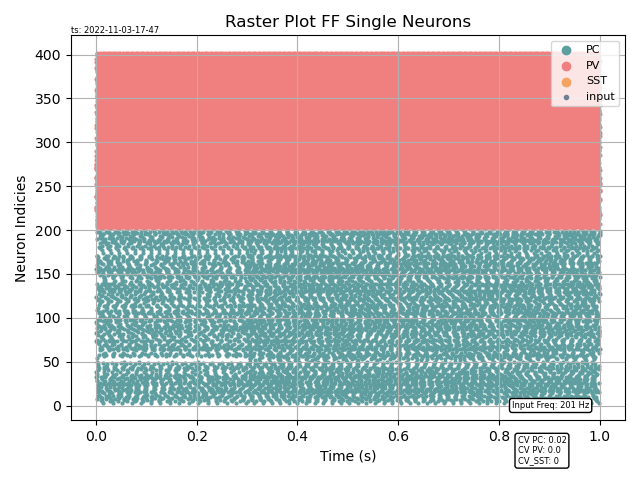 Raster Plot FF Single Neurons
ts: 2022-11-03-17-47
PC
PV
SST
input
400
350
300
250
200
150
100
50
0
Neuron Indicies
Input Freq: 201 Hz
0.0 0.2 0.4 0.6 0.8 1.0
Time (s)
CV PC: 0.02
CV PV: 0.0
CV_SST: 0